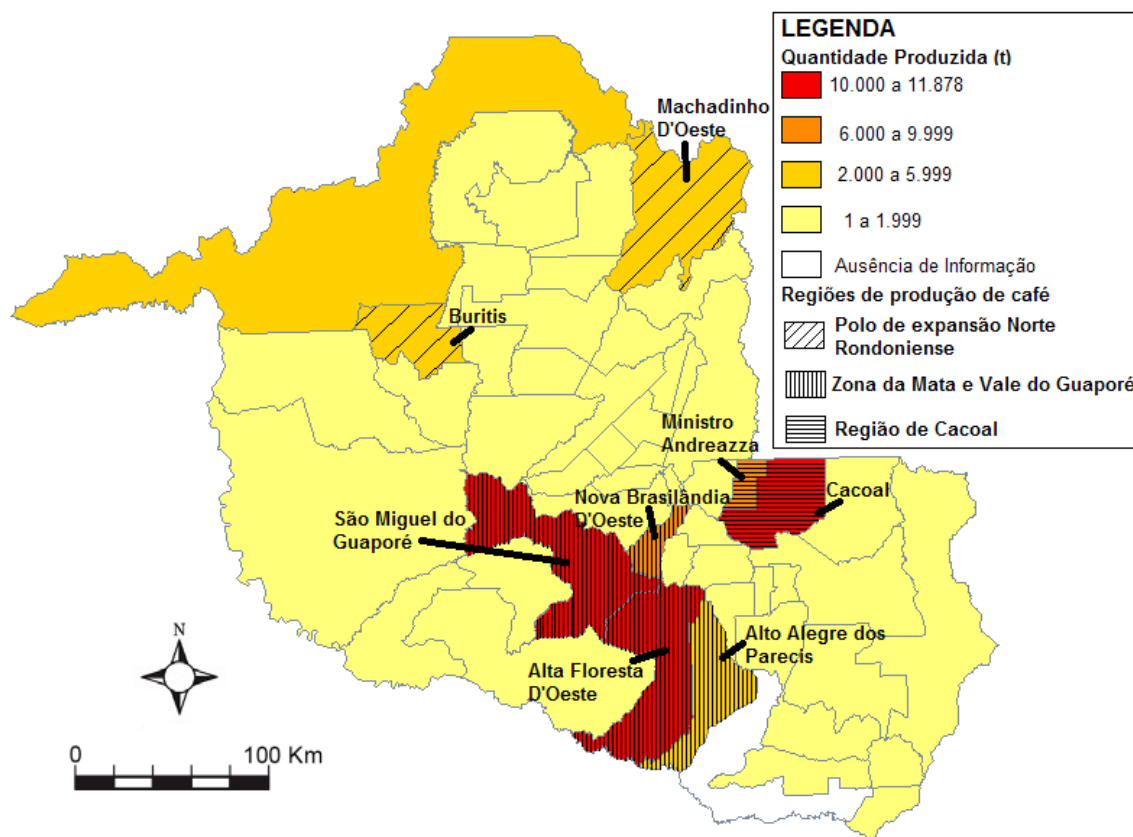 LEGENDA
Quantidade Produzida (t)
10.000 a 11.878
6.000 a 9.999
2.000 a 5.999
1 a 1.999
Ausência de Informação
Regiões de produção de café
Polo de expansão Norte
Rondoniense
Zona da Mata e Vale do Guaporé
Região de Cacoal
Machadinho
D'Oeste
Buritis
Ministro
Andreazza
Cacoal
Nova Brasilândia
D'Oeste
São Miguel do
Guaporé
Alto Alegre dos
Parecis
Alta Floresta
D'Oeste
N
0 100 Km